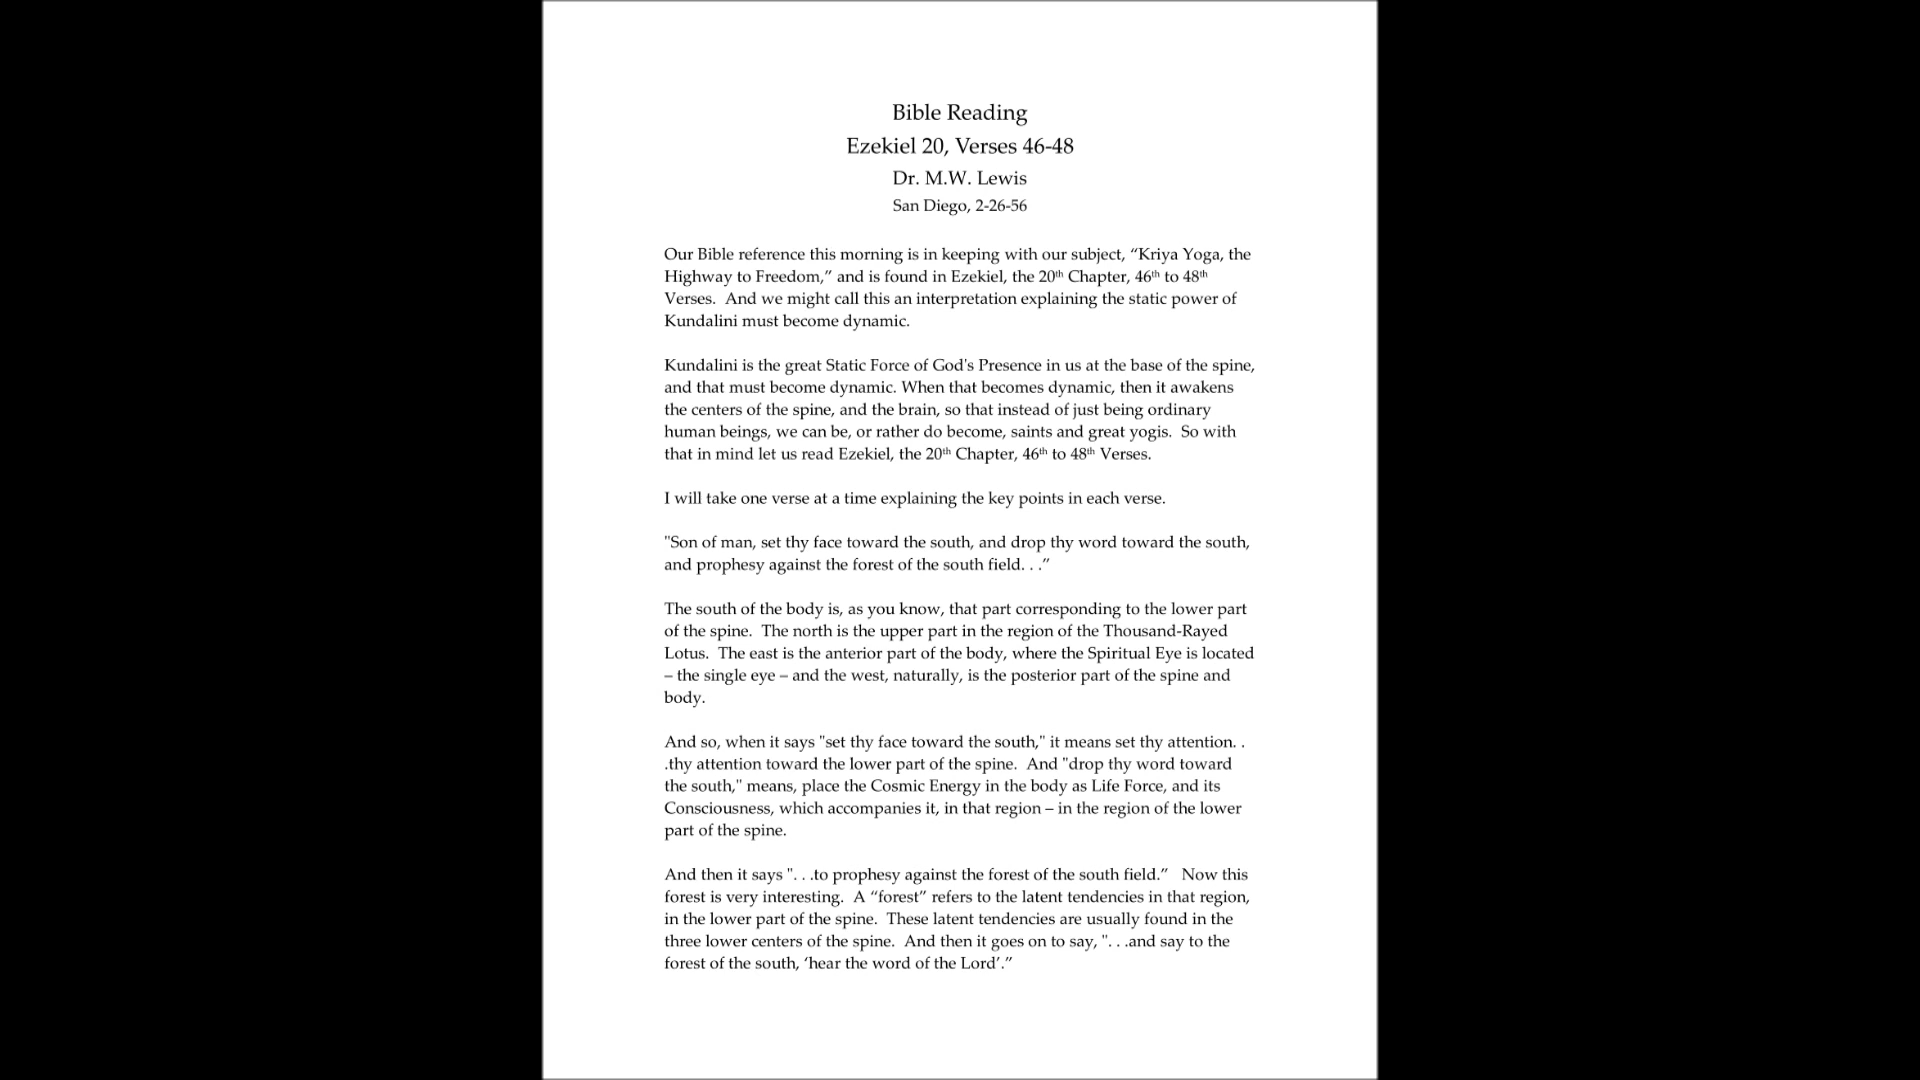 Bible Reading
Ezekiel 20, Verses 46-48
Dr. M.W. Lewis
San Diego, 2-26-56
Our Bible reference this morning is in keeping with our subject, “Kriya Yoga, the
Highway to Freedom,” and is found in Ezekiel, the 20th Chapter, 46th to 48th
Verses.  And we might call this an interpretation explaining the static power of
Kundalini must become dynamic.
Kundalini is the great Static Force of God's Presence in us at the base of the spine,
and that must become dynamic. When that becomes dynamic, then it awakens
the centers of the spine, and the brain, so that instead of just being ordinary
human beings, we can be, or rather do become, saints and great yogis.  So with
that in mind let us read Ezekiel, the 20th Chapter, 46th to 48th Verses.
I will take one verse at a time explaining the key points in each verse.
"Son of man, set thy face toward the south, and drop thy word toward the south,
and prophesy against the forest of the south field. . .”
The south of the body is, as you know, that part corresponding to the lower part
of the spine.  The north is the upper part in the region of the Thousand-Rayed
Lotus.  The east is the anterior part of the body, where the Spiritual Eye is located
– the single eye – and the west, naturally, is the posterior part of the spine and
body.
And so, when it says "set thy face toward the south," it means set thy attention. .
.thy attention toward the lower part of the spine.  And "drop thy word toward
the south," means, place the Cosmic Energy in the body as Life Force, and its
Consciousness, which accompanies it, in that region – in the region of the lower
part of the spine.
And then it says ". . .to prophesy against the forest of the south field.”   Now this
forest is very interesting.  A “forest” refers to the latent tendencies in that region,
in the lower part of the spine.  These latent tendencies are usually found in the
three lower centers of the spine.  And then it goes on to say, ". . .and say to the
forest of the south, ‘hear the word of the Lord’.”